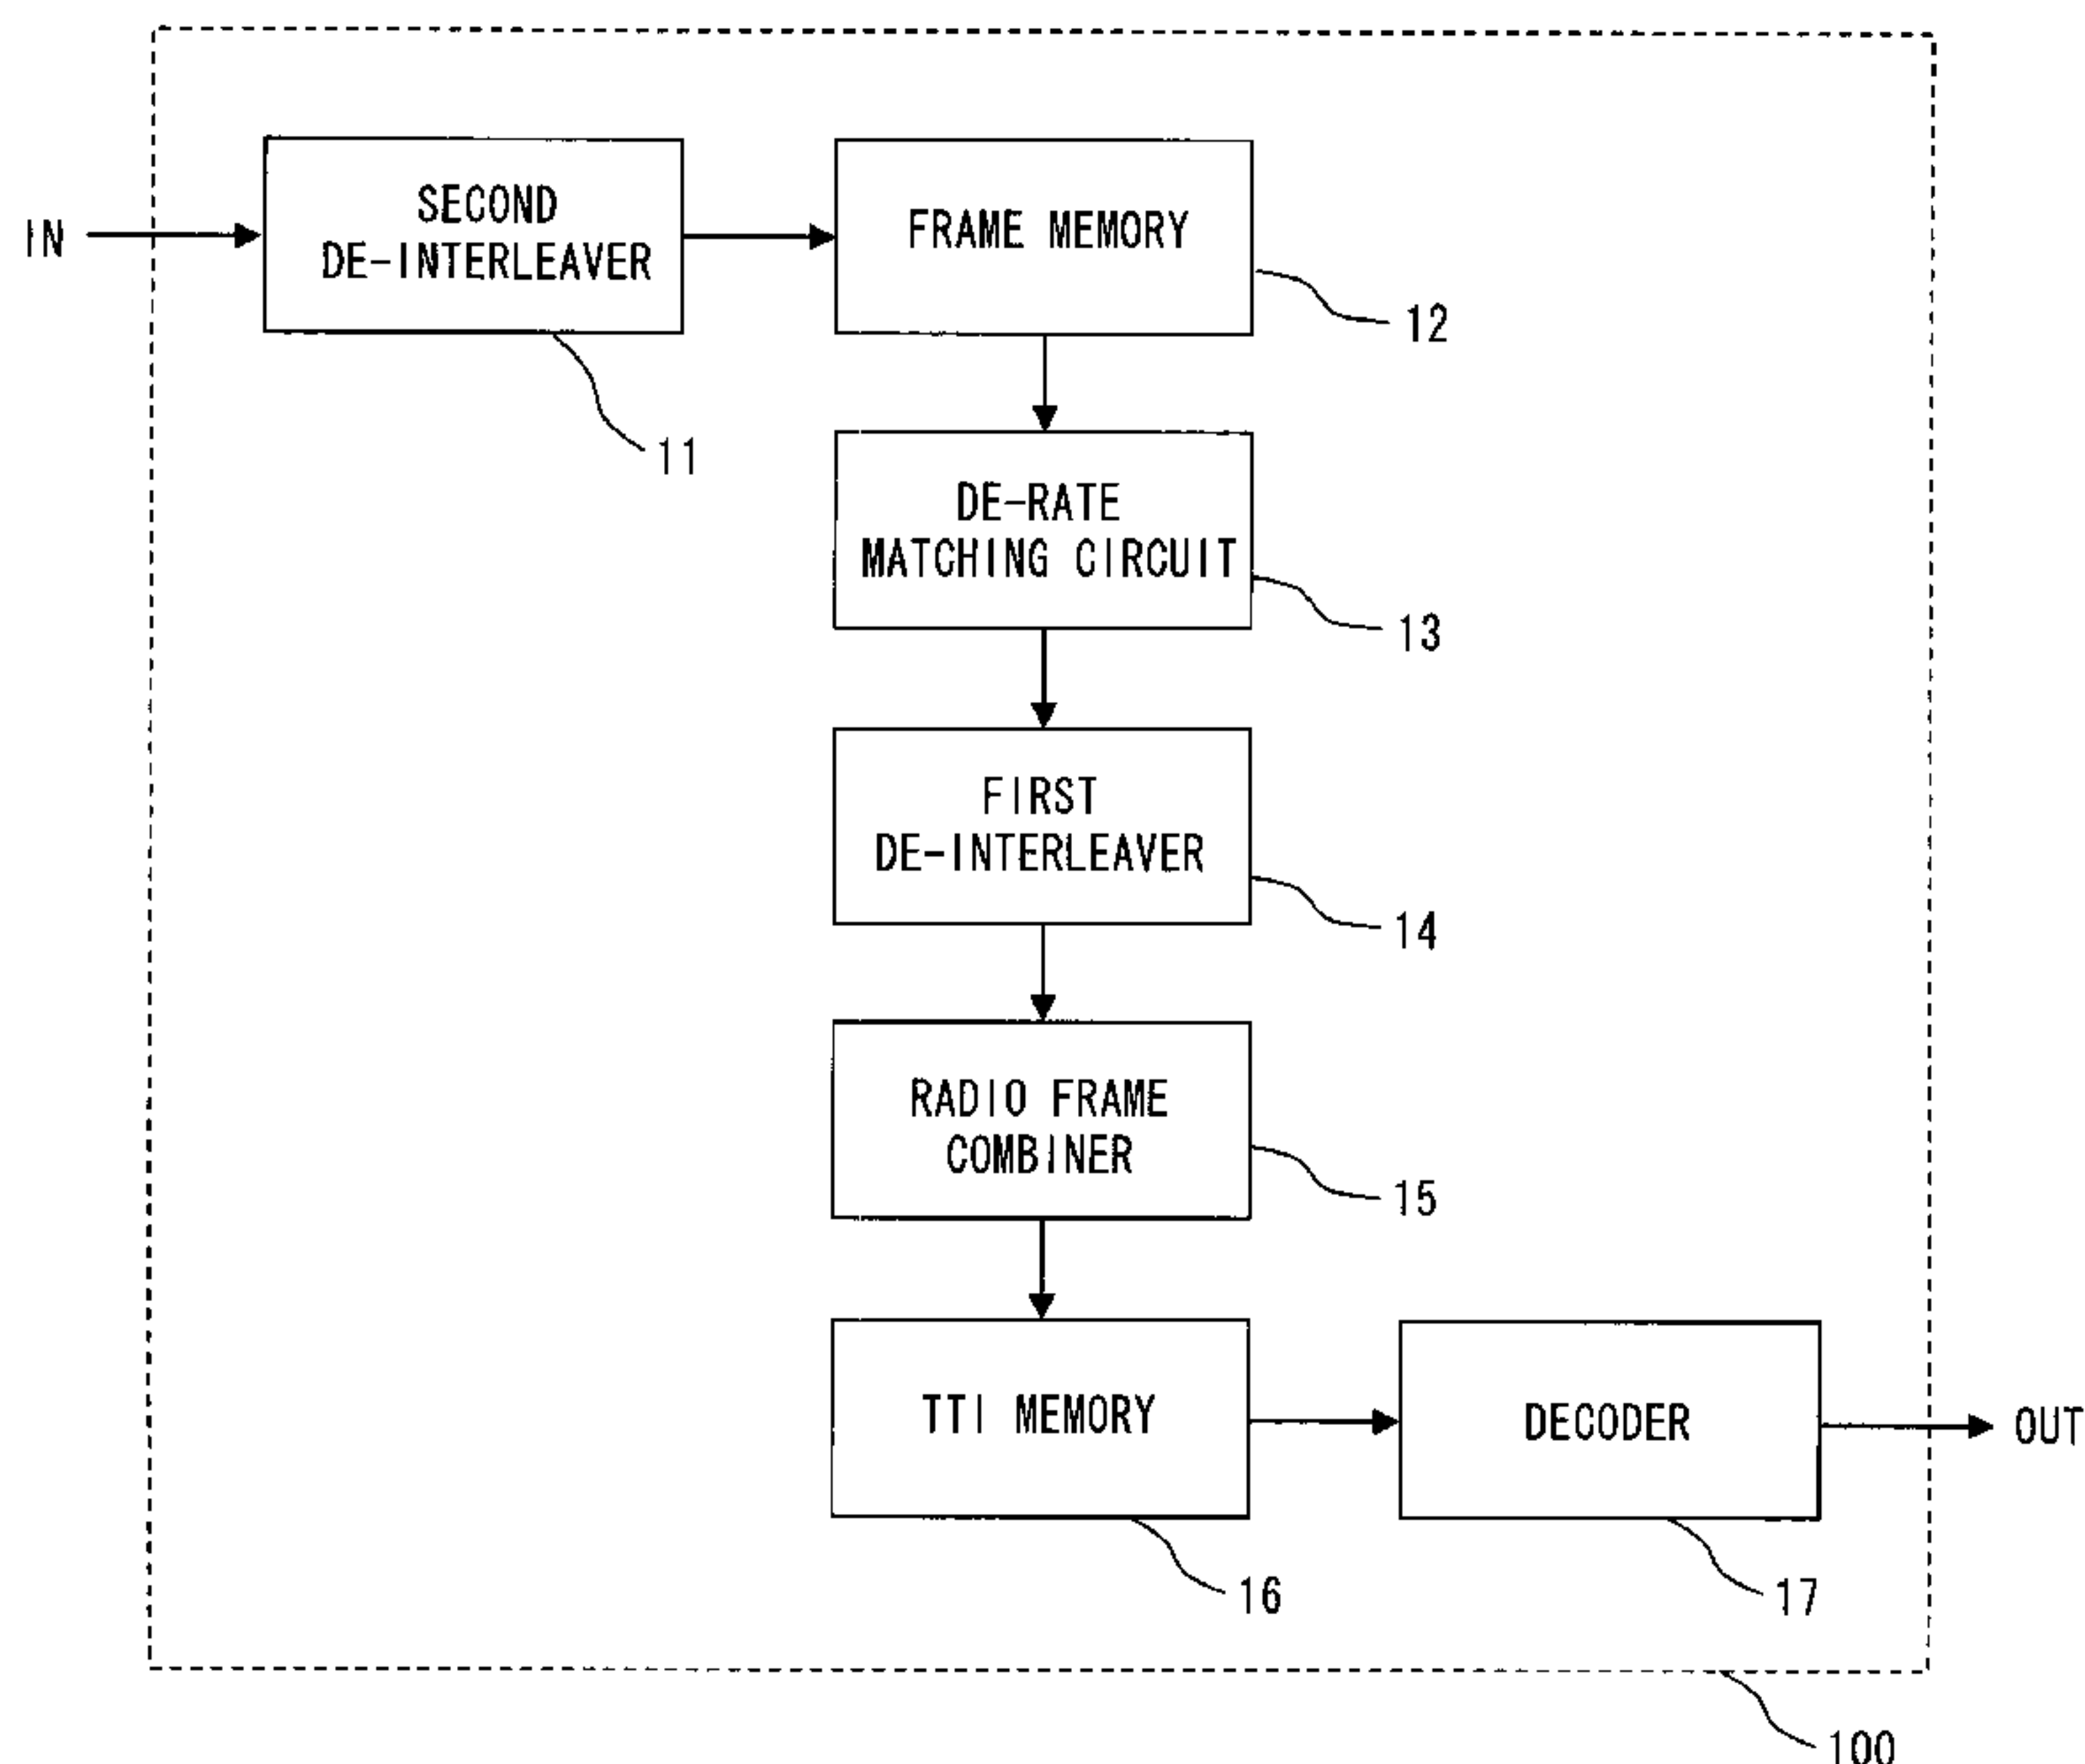 IN
SECOND
DE-INTERLEAVER
11
FRAME MEMORY
12
DE-RATE
MATCHING CIRCUIT
13
FIRST
DE-INTERLEAVER
14
RADIO FRAME
COMBINER
15
TTI MEMORY
16
DECODER
17
OUT
100